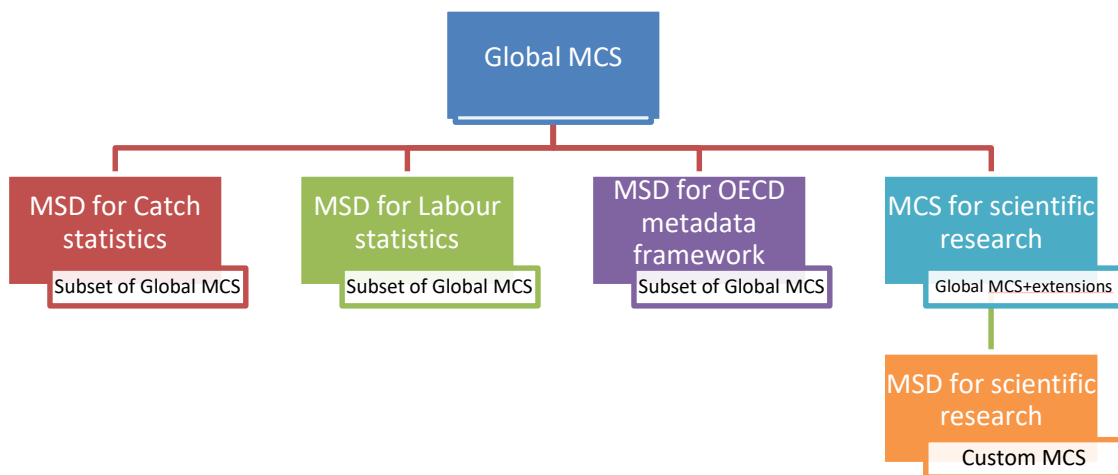 Global MCS
MSD for Catch
statistics
Subset of Global MCS
MSD for Labour
statistics
Subset of Global MCS
MSD for OECD
metadata
framework
Subset of Global MCS
MCS for scientific
research
Global MCS+extensions
MSD for scientific
research
Custom MCS